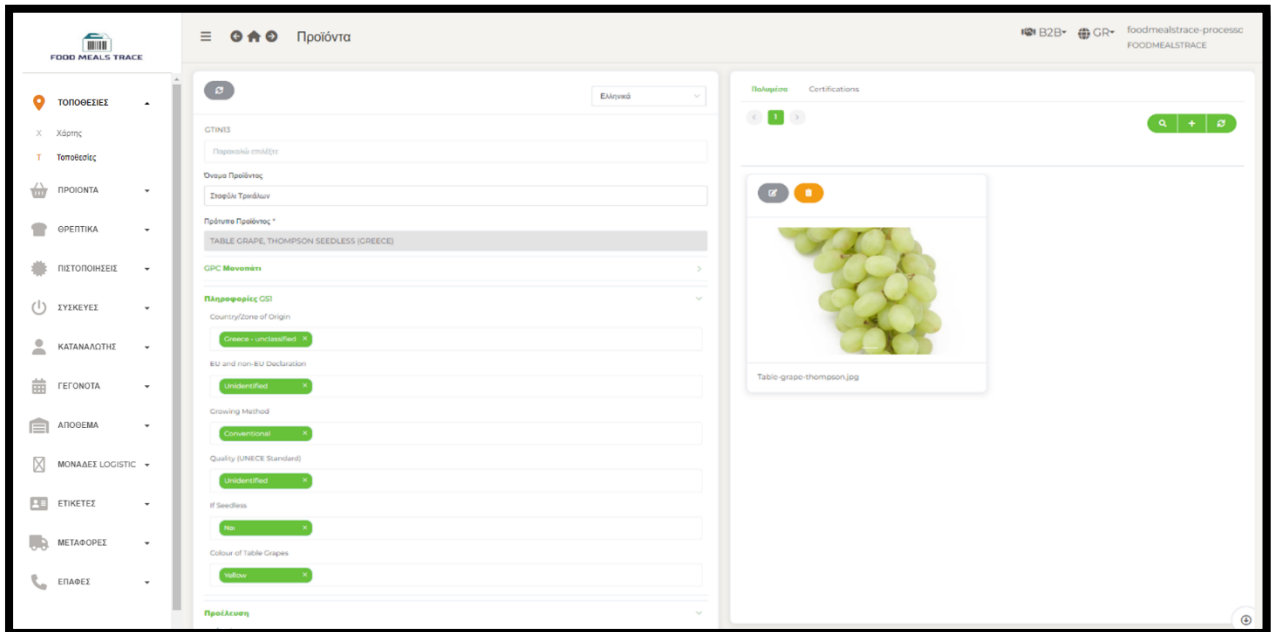 FOOD MEALS TRACE
Προϊόντα
B2B
GR
foodmealstrace-processc
FOODMEALSTRACE
ΤΟΠΟΘΕΣΙΕΣ
Χ Χάρτης
Τ Τοποθεσίες
ΠΡΟΙΟΝΤΑ
ΘΡΕΠΤΙΚΑ
ΠΙΣΤΟΠΟΙΗΣΕΙΣ
ΣΥΣΚΕΥΕΣ
ΚΑΤΑΝΑΛΩΤΗΣ
ΓΕΓΟΝΟΤΑ
ΑΠΟΘΕΜΑ
ΜΟΝΑΔΕΣ LOGISTIC
ΕΤΙΚΕΤΕΣ
ΜΕΤΑΦΟΡΕΣ
ΕΠΑΦΕΣ
Ελληνικά
GTIN13
Παρακαλώ επιλέξτε
Όνομα Προϊόντος
Σταφύλι Τρικάλων
Πρότυπο Προϊόντος *
TABLE GRAPE, THOMPSON SEEDLESS (GREECE)
GPC Μονοπάτι
Πληροφορίες GS1
Country/Zone of Origin
Greece - unclassified ×
EU and non-EU Declaration
Unidentified ×
Growing Method
Conventional ×
Quality (UNECE Standard)
Unidentified ×
If Seedless
Ναι ×
Colour of Table Grapes
Yellow ×
Προέλευση
Πολυμέσα
Certifications
1
Table-grape-thompson.jpg